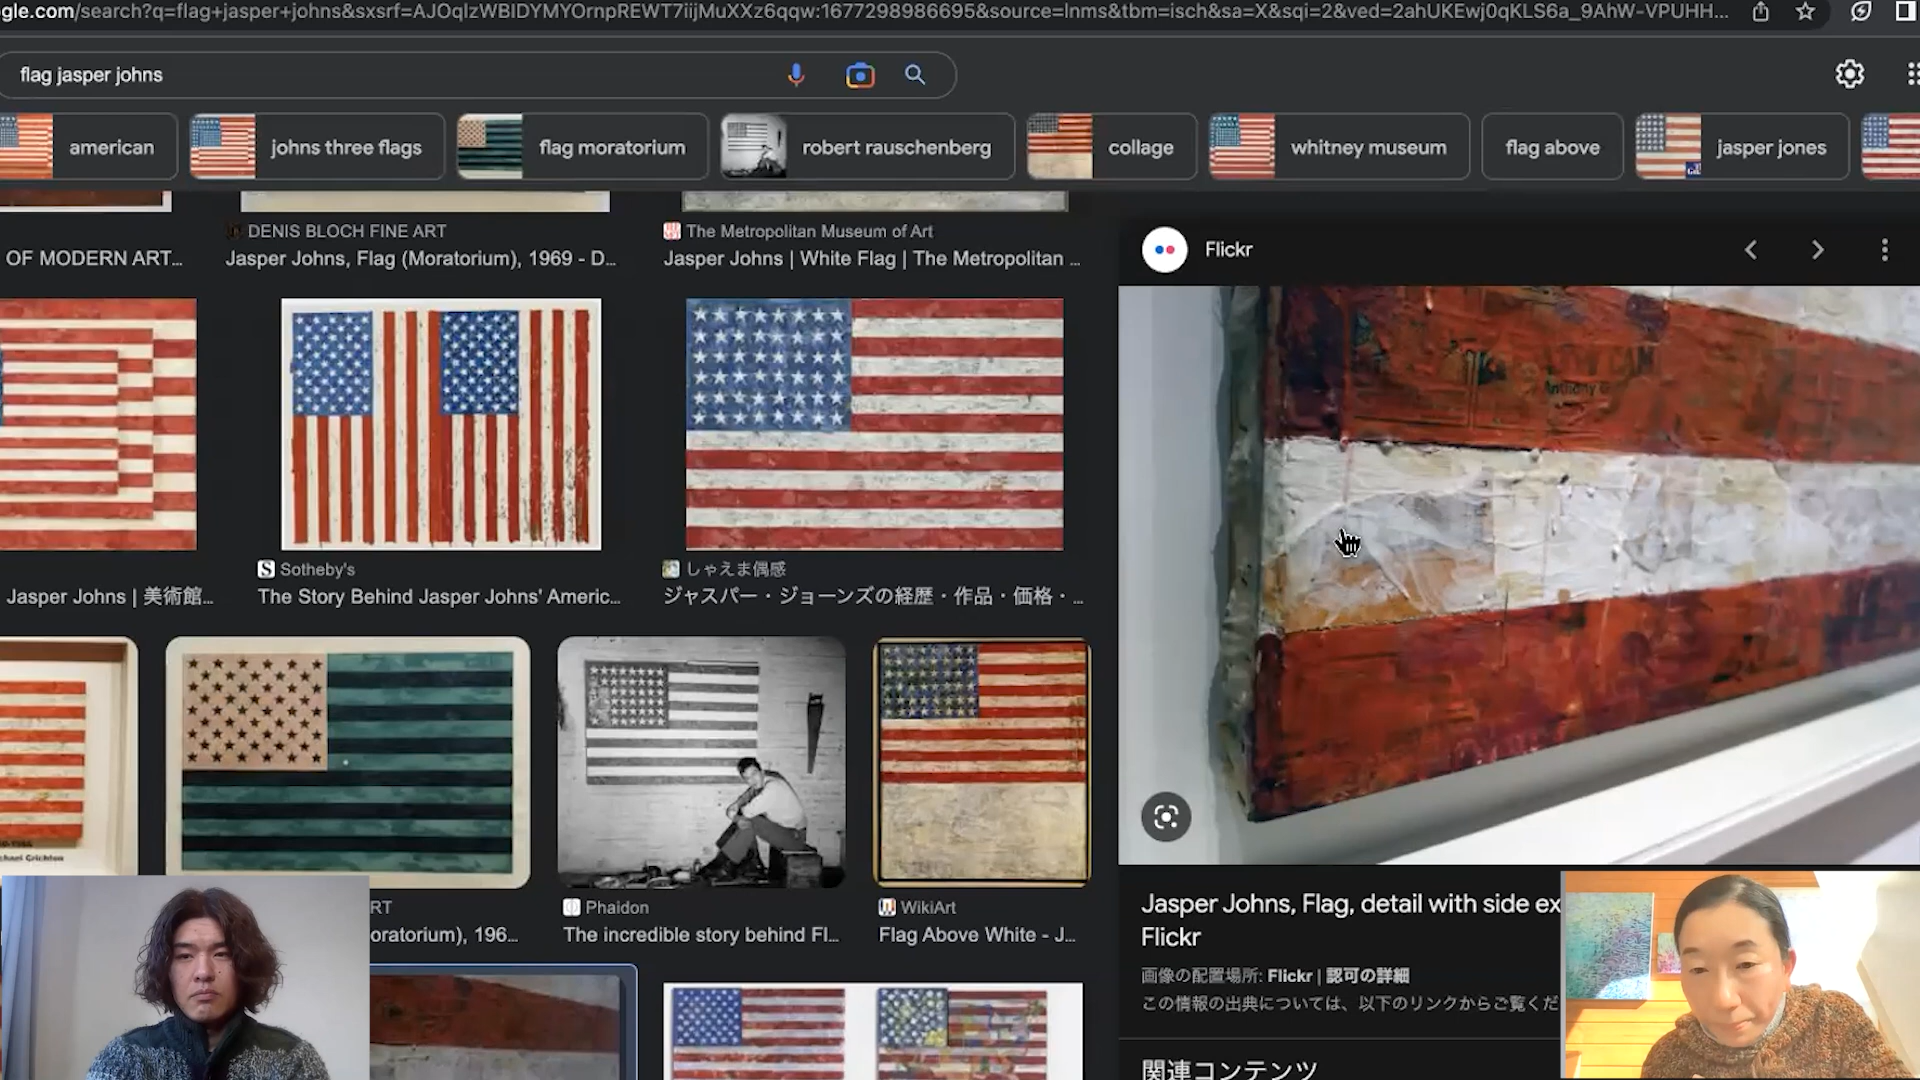 gle.com/search?q=flag+jasper+johns&sxsrf=AJOqlzWBIDYMYOrnpREWT7iijMuXXz6qqw:1677298986695&source=lnms&tbm=isch&sa=X&sqi=2&ved=2ahUKEwj0qKLS6a_9AhW-VPUHH...
flag jasper johns
american
johns three flags
flag moratorium
robert rauschenberg
collage
whitney museum
flag above
jasper jones
DENIS BLOCH FINE ART
The Metropolitan Museum of Art
OF MODERN ART...
Jasper Johns, Flag (Moratorium), 1969 - D...
Jasper Johns | White Flag | The Metropolitan ...
Flickr
Sotheby's
しゃえま偶感
Jasper Johns | 美術館...
The Story Behind Jasper Johns' Americ...
ジャスパー・ジョーンズの経歴・作品・価格・...
RT
Phaidon
WikiArt
oratorium), 196...
The incredible story behind Fl...
Flag Above White - J...
Jasper Johns, Flag, detail with side ex
Flickr
画像の配置場所: Flickr | 認可の詳細
この情報の出典については、以下のリンクからご覧くだ
関連コンテンツ